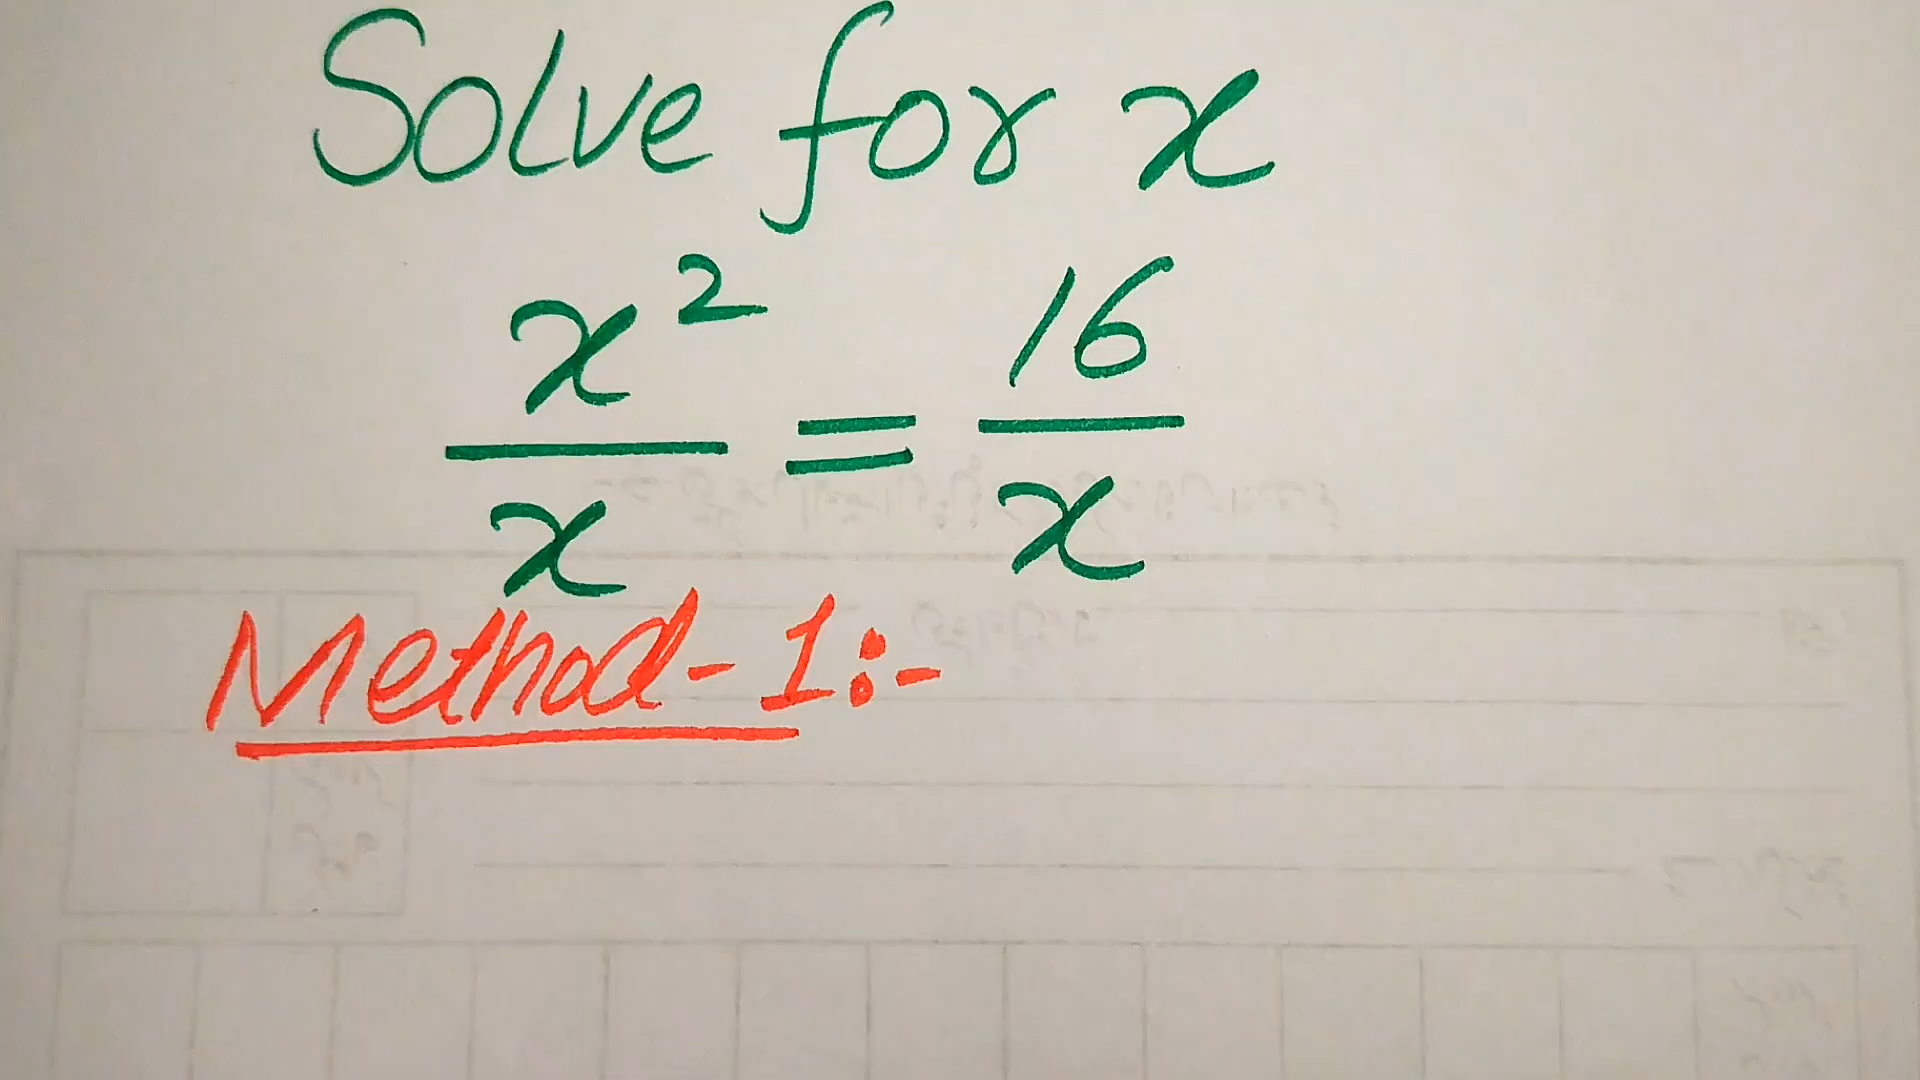 Solve for x
x²/x = 16/x
Method-1:-